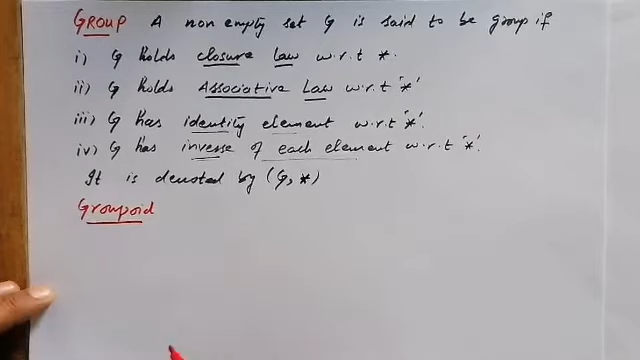 GROUP A non empty set G is said to be group if
i) G holds closure law w.r.t *.
ii) G holds Associative Law w.r.t '*'
iii) G has identity element w.r.t '*'.
iv) G has inverse of each element w.r.t '*'.
It is denoted by (G, *)
Groupoid